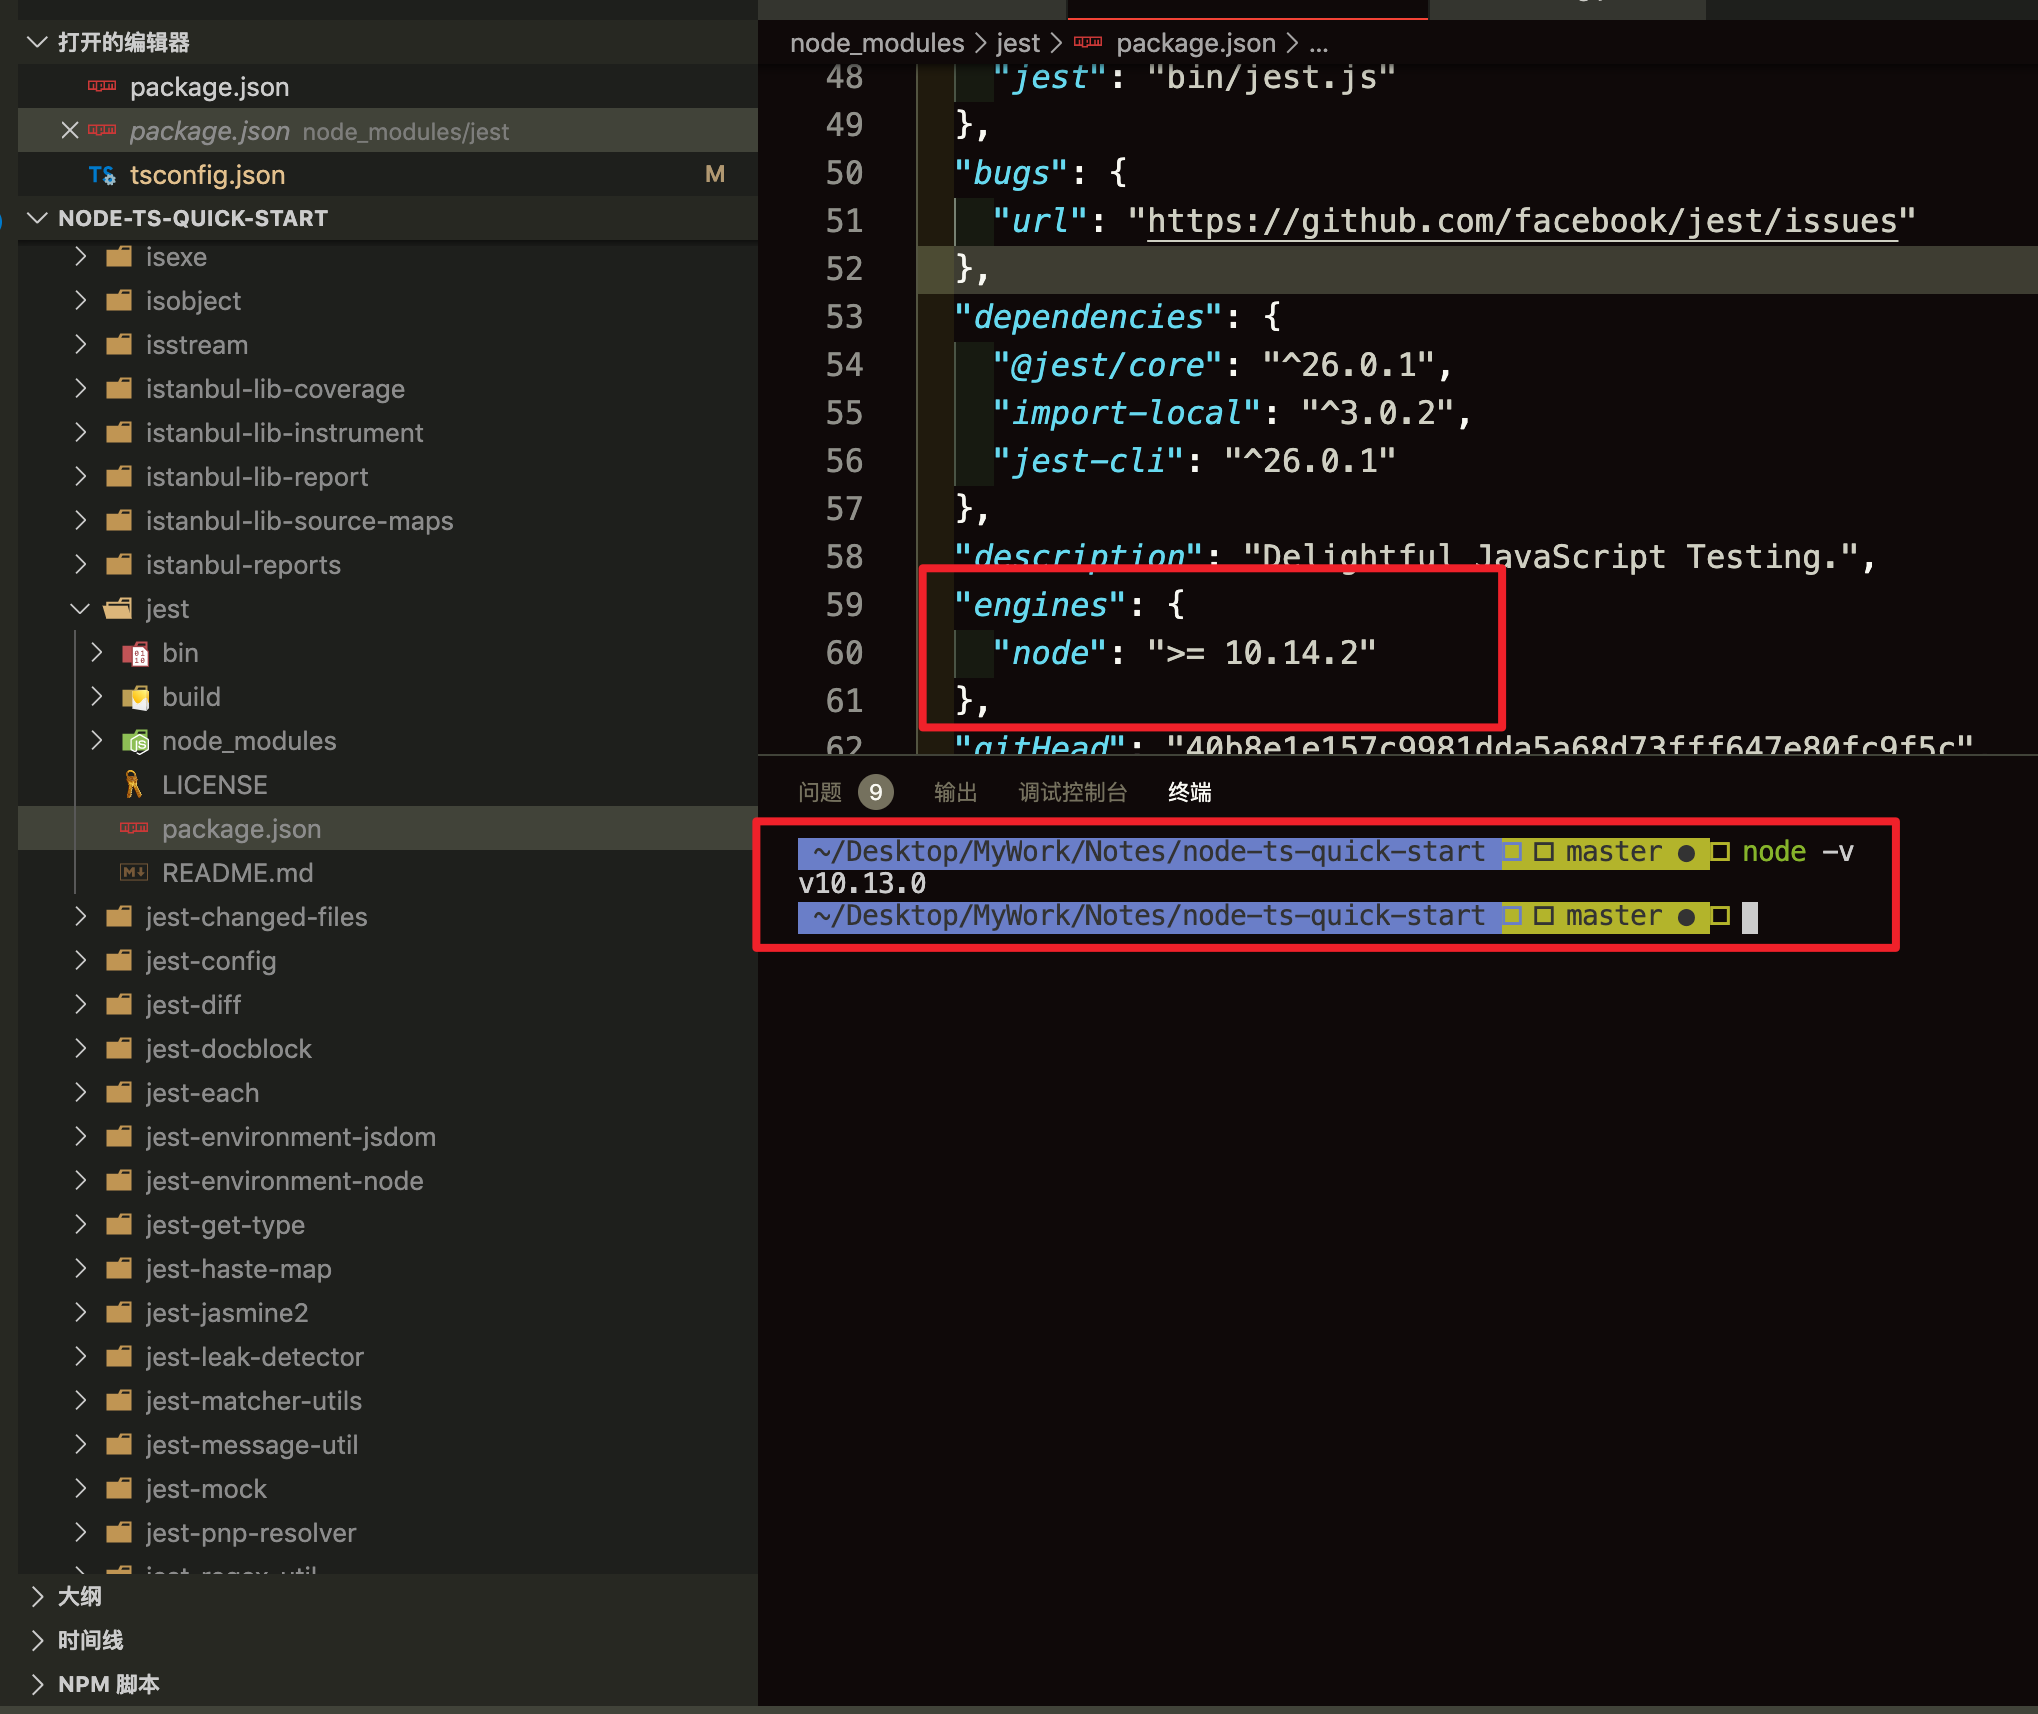 打开的编辑器
package.json
package.json node_modules/jest
tsconfig.json M
NODE-TS-QUICK-START
isexe
isobject
isstream
istanbul-lib-coverage
istanbul-lib-instrument
istanbul-lib-report
istanbul-lib-source-maps
istanbul-reports
jest
bin
build
node_modules
LICENSE
package.json
README.md
jest-changed-files
jest-config
jest-diff
jest-docblock
jest-each
jest-environment-jsdom
jest-environment-node
jest-get-type
jest-haste-map
jest-jasmine2
jest-leak-detector
jest-matcher-utils
jest-message-util
jest-mock
jest-pnp-resolver
jest-regex-util
大纲
时间线
NPM 脚本
node_modules > jest > package.json > ...
48 "jest": "bin/jest.js"
49 },
50 "bugs": {
51 "url": "https://github.com/facebook/jest/issues"
52 },
53 "dependencies": {
54 "@jest/core": "^26.0.1",
55 "import-local": "^3.0.2",
56 "jest-cli": "^26.0.1"
57 },
58 "description": "Delightful JavaScript Testing.",
59 "engines": {
60 "node": ">= 10.14.2"
61 },
62 "gitHead": "40b8e1e157c9981dda5a68d73fff647e80fc9f5c"
问题 9 输出 调试控制台 终端
~/Desktop/MyWork/Notes/node-ts-quick-start master ● node -v
v10.13.0
~/Desktop/MyWork/Notes/node-ts-quick-start master ●